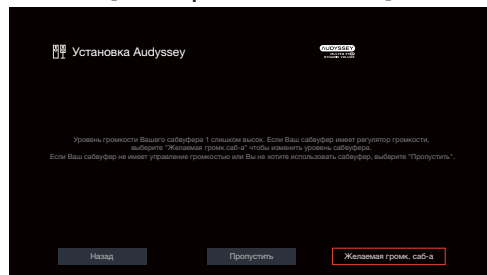 Установка Audyssey
AUDYSSEY
Уровень громкости Вашего сабвуфера 1 слишком высок. Если Ваш сабвуфер имеет регулятор громкости,
выберите "Желаемая громк.саб-а" чтобы изменить уровень сабвуфера.
Если Ваш сабвуфер не имеет управление громкостью или Вы не хотите использовать сабвуфер, выберите "Пропустить".
Назад
Пропустить
Желаемая громк. саб-а